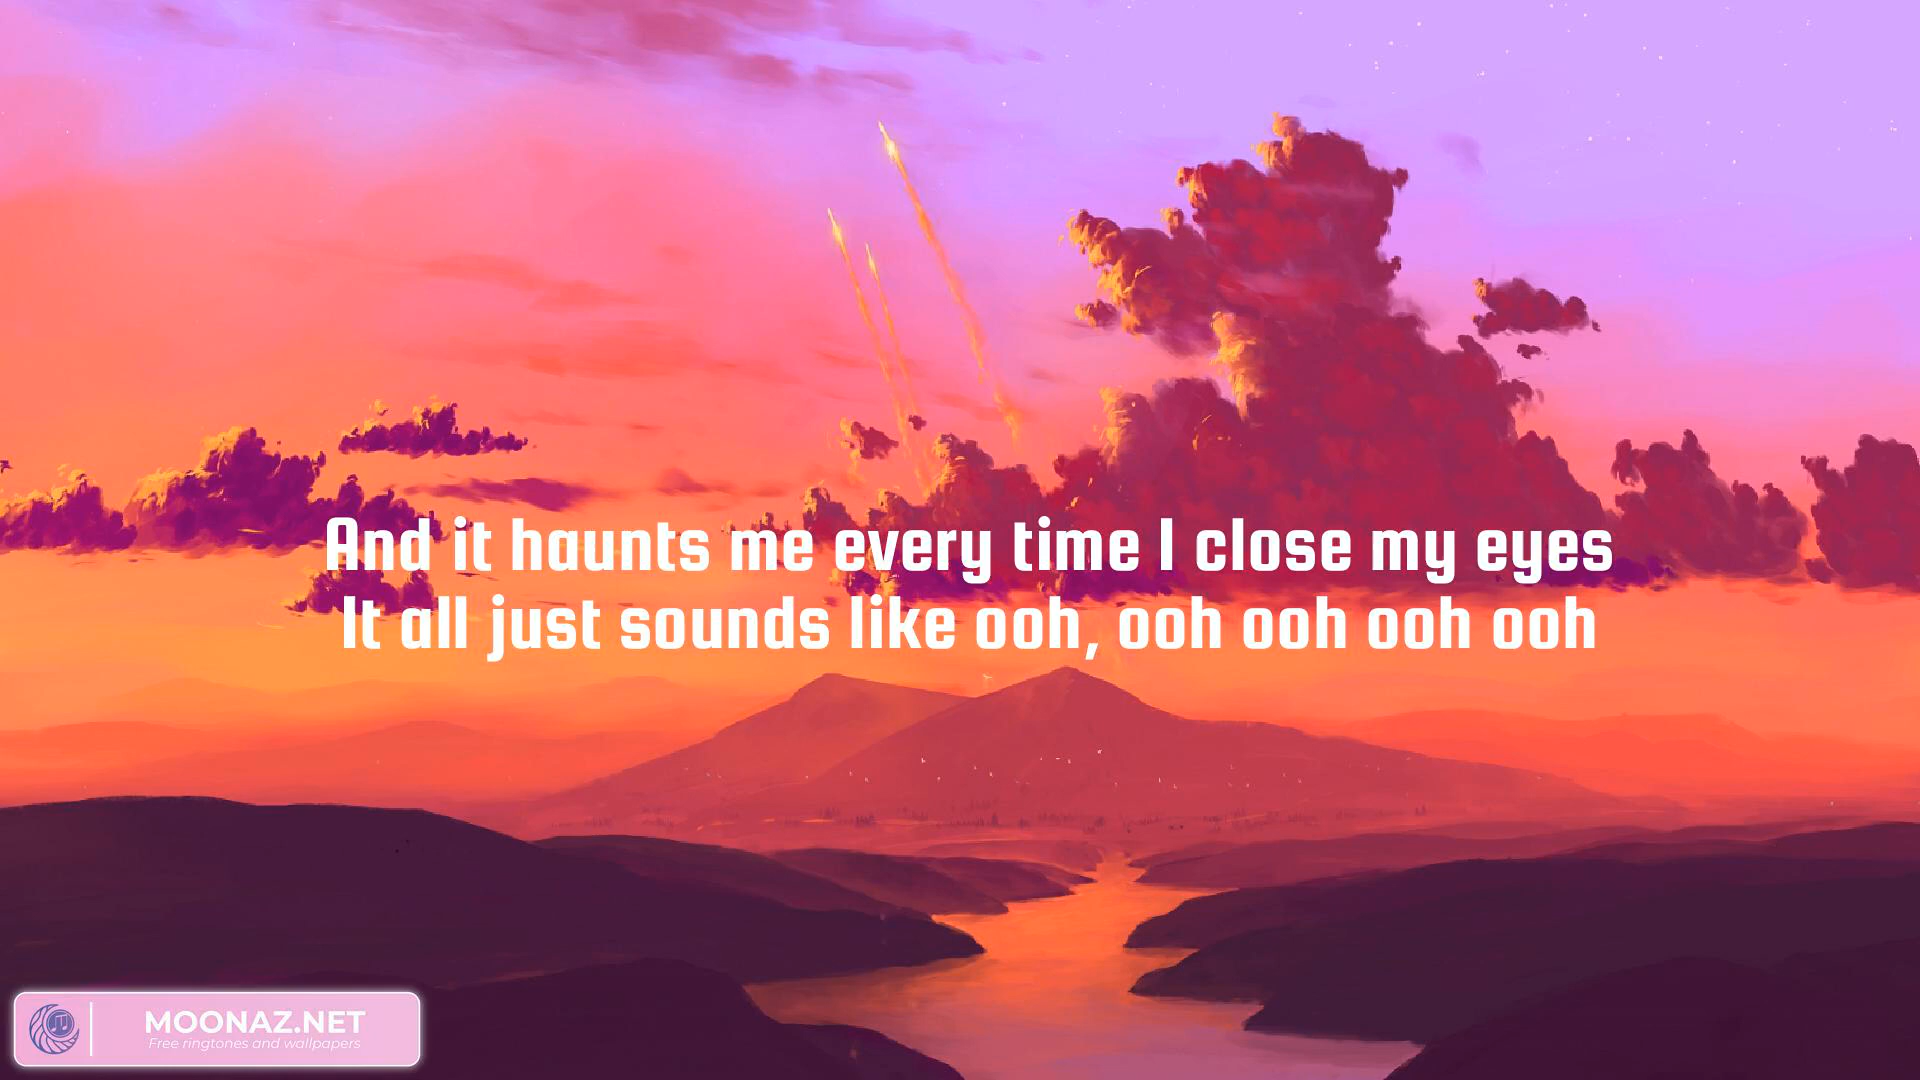 And it haunts me every time I close my eyes
It all just sounds like ooh, ooh ooh ooh ooh
MOONAZ.NET
Free ringtones and wallpapers